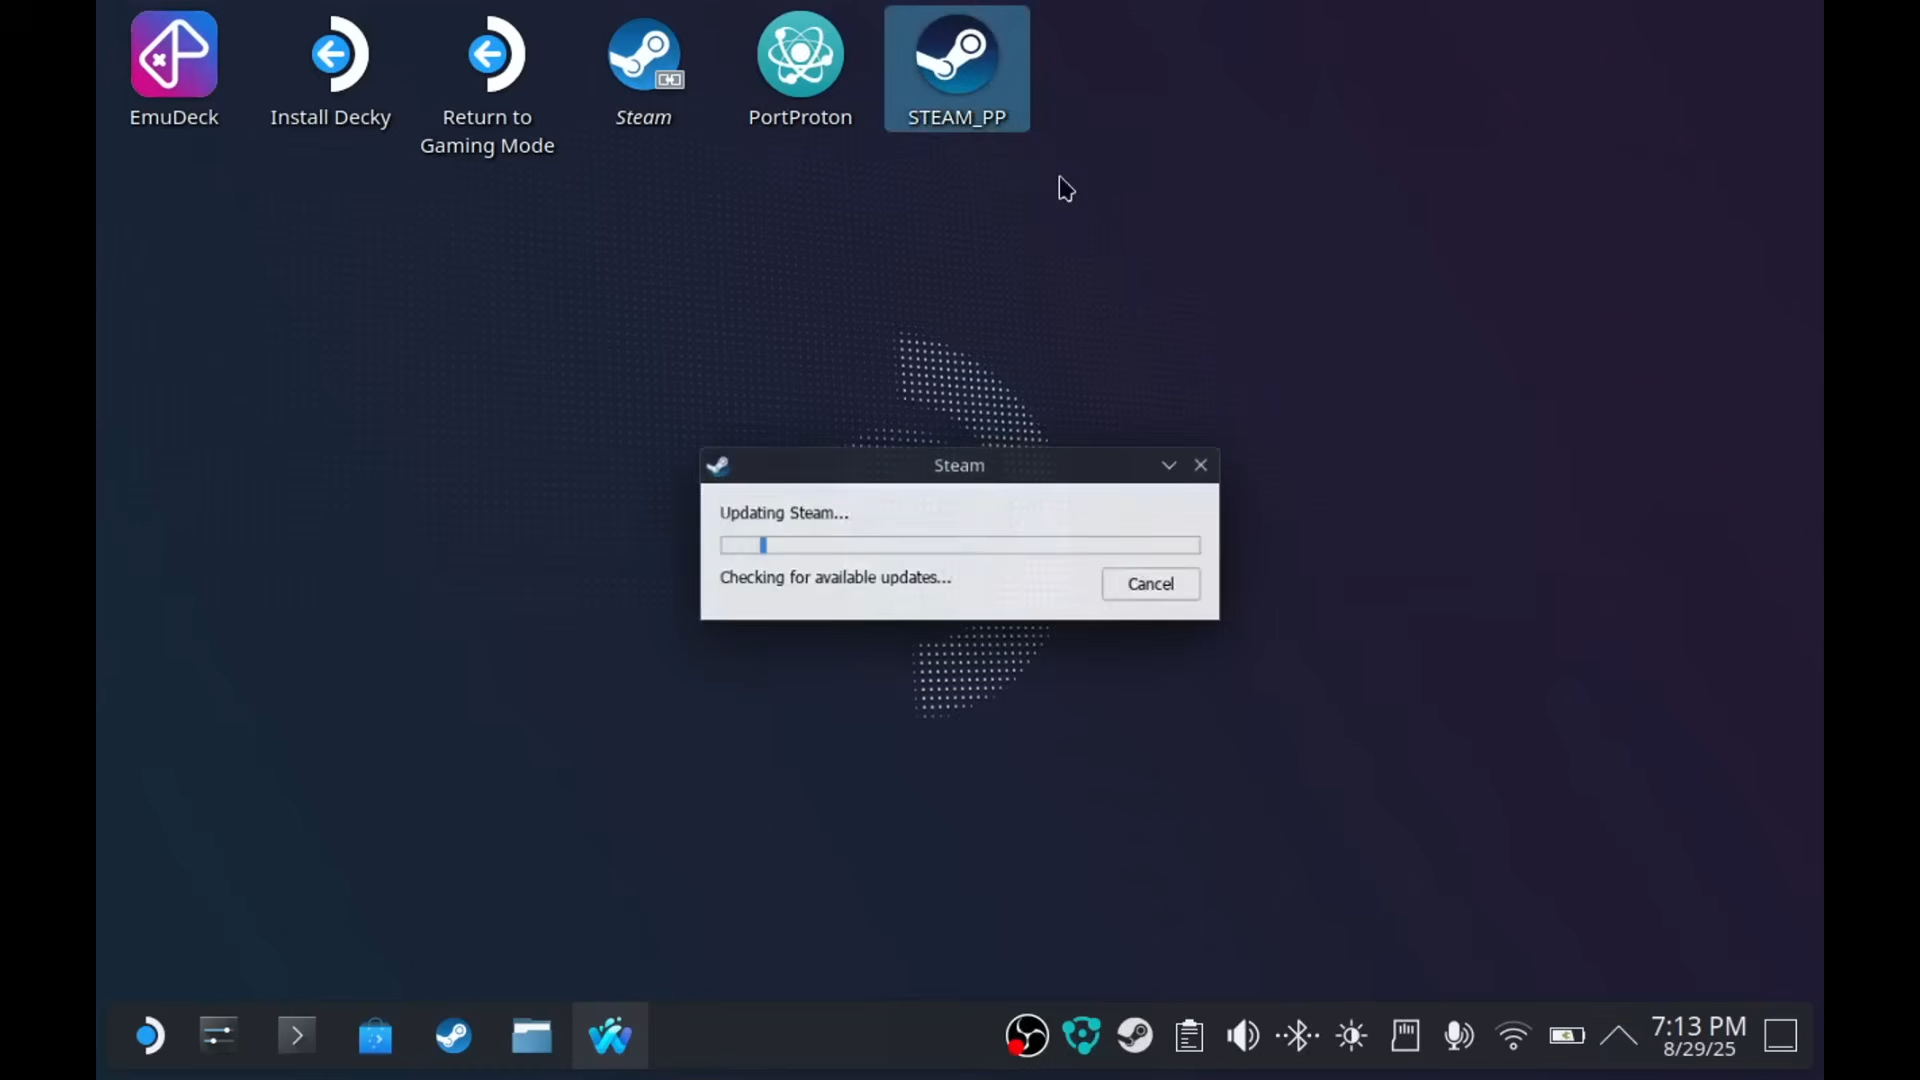 EmuDeck
Install Decky
Return to
Gaming Mode
Steam
PortProton
STEAM_PP
Steam
Updating Steam...
Checking for available updates...
Cancel
7:13 PM
8/29/25